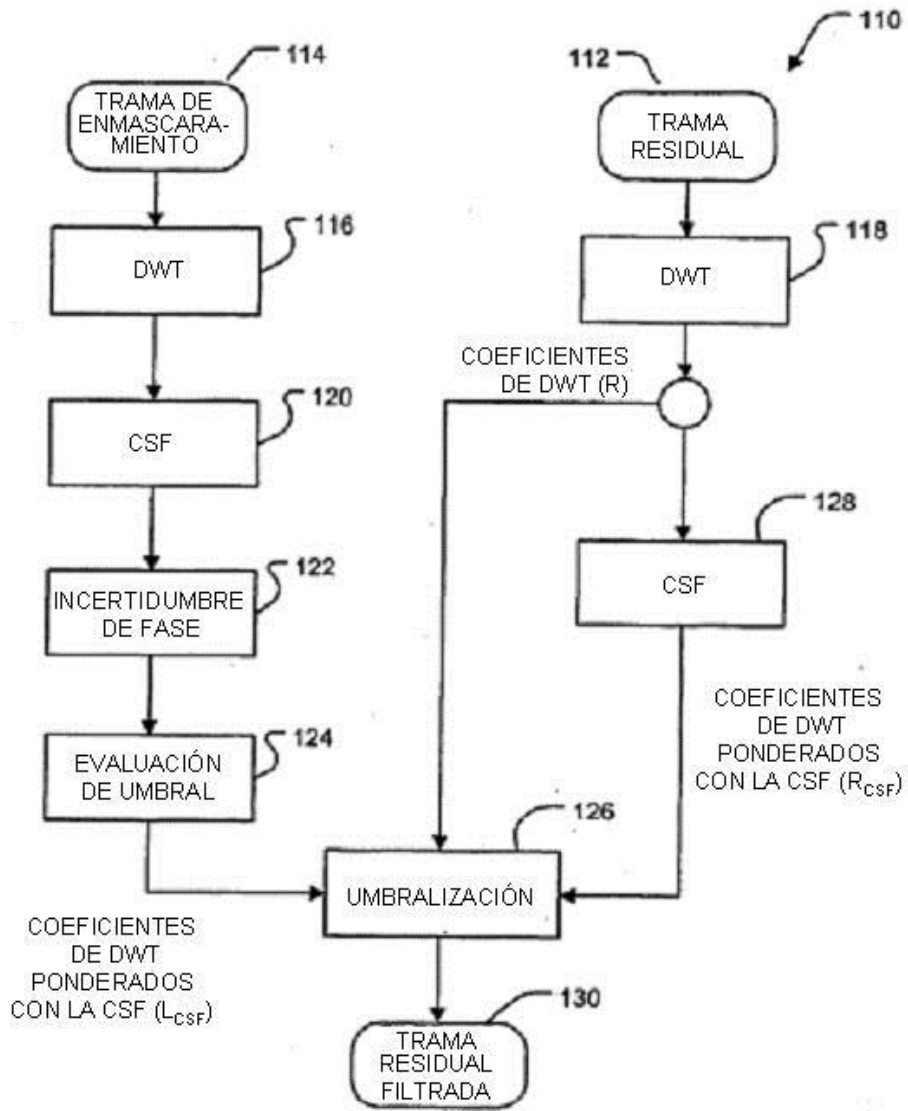 110
114
TRAMA DE
ENMASCARA-
MIENTO
112
TRAMA
RESIDUAL
116
DWT
118
DWT
COEFICIENTES
DE DWT (R)
120
CSF
128
CSF
122
INCERTIDUMBRE
DE FASE
124
EVALUACIÓN
DE UMBRAL
COEFICIENTES
DE DWT
PONDERADOS
CON LA CSF (R_CSF)
126
UMBRALIZACIÓN
COEFICIENTES
DE DWT
PONDERADOS
CON LA CSF (L_CSF)
130
TRAMA
RESIDUAL
FILTRADA